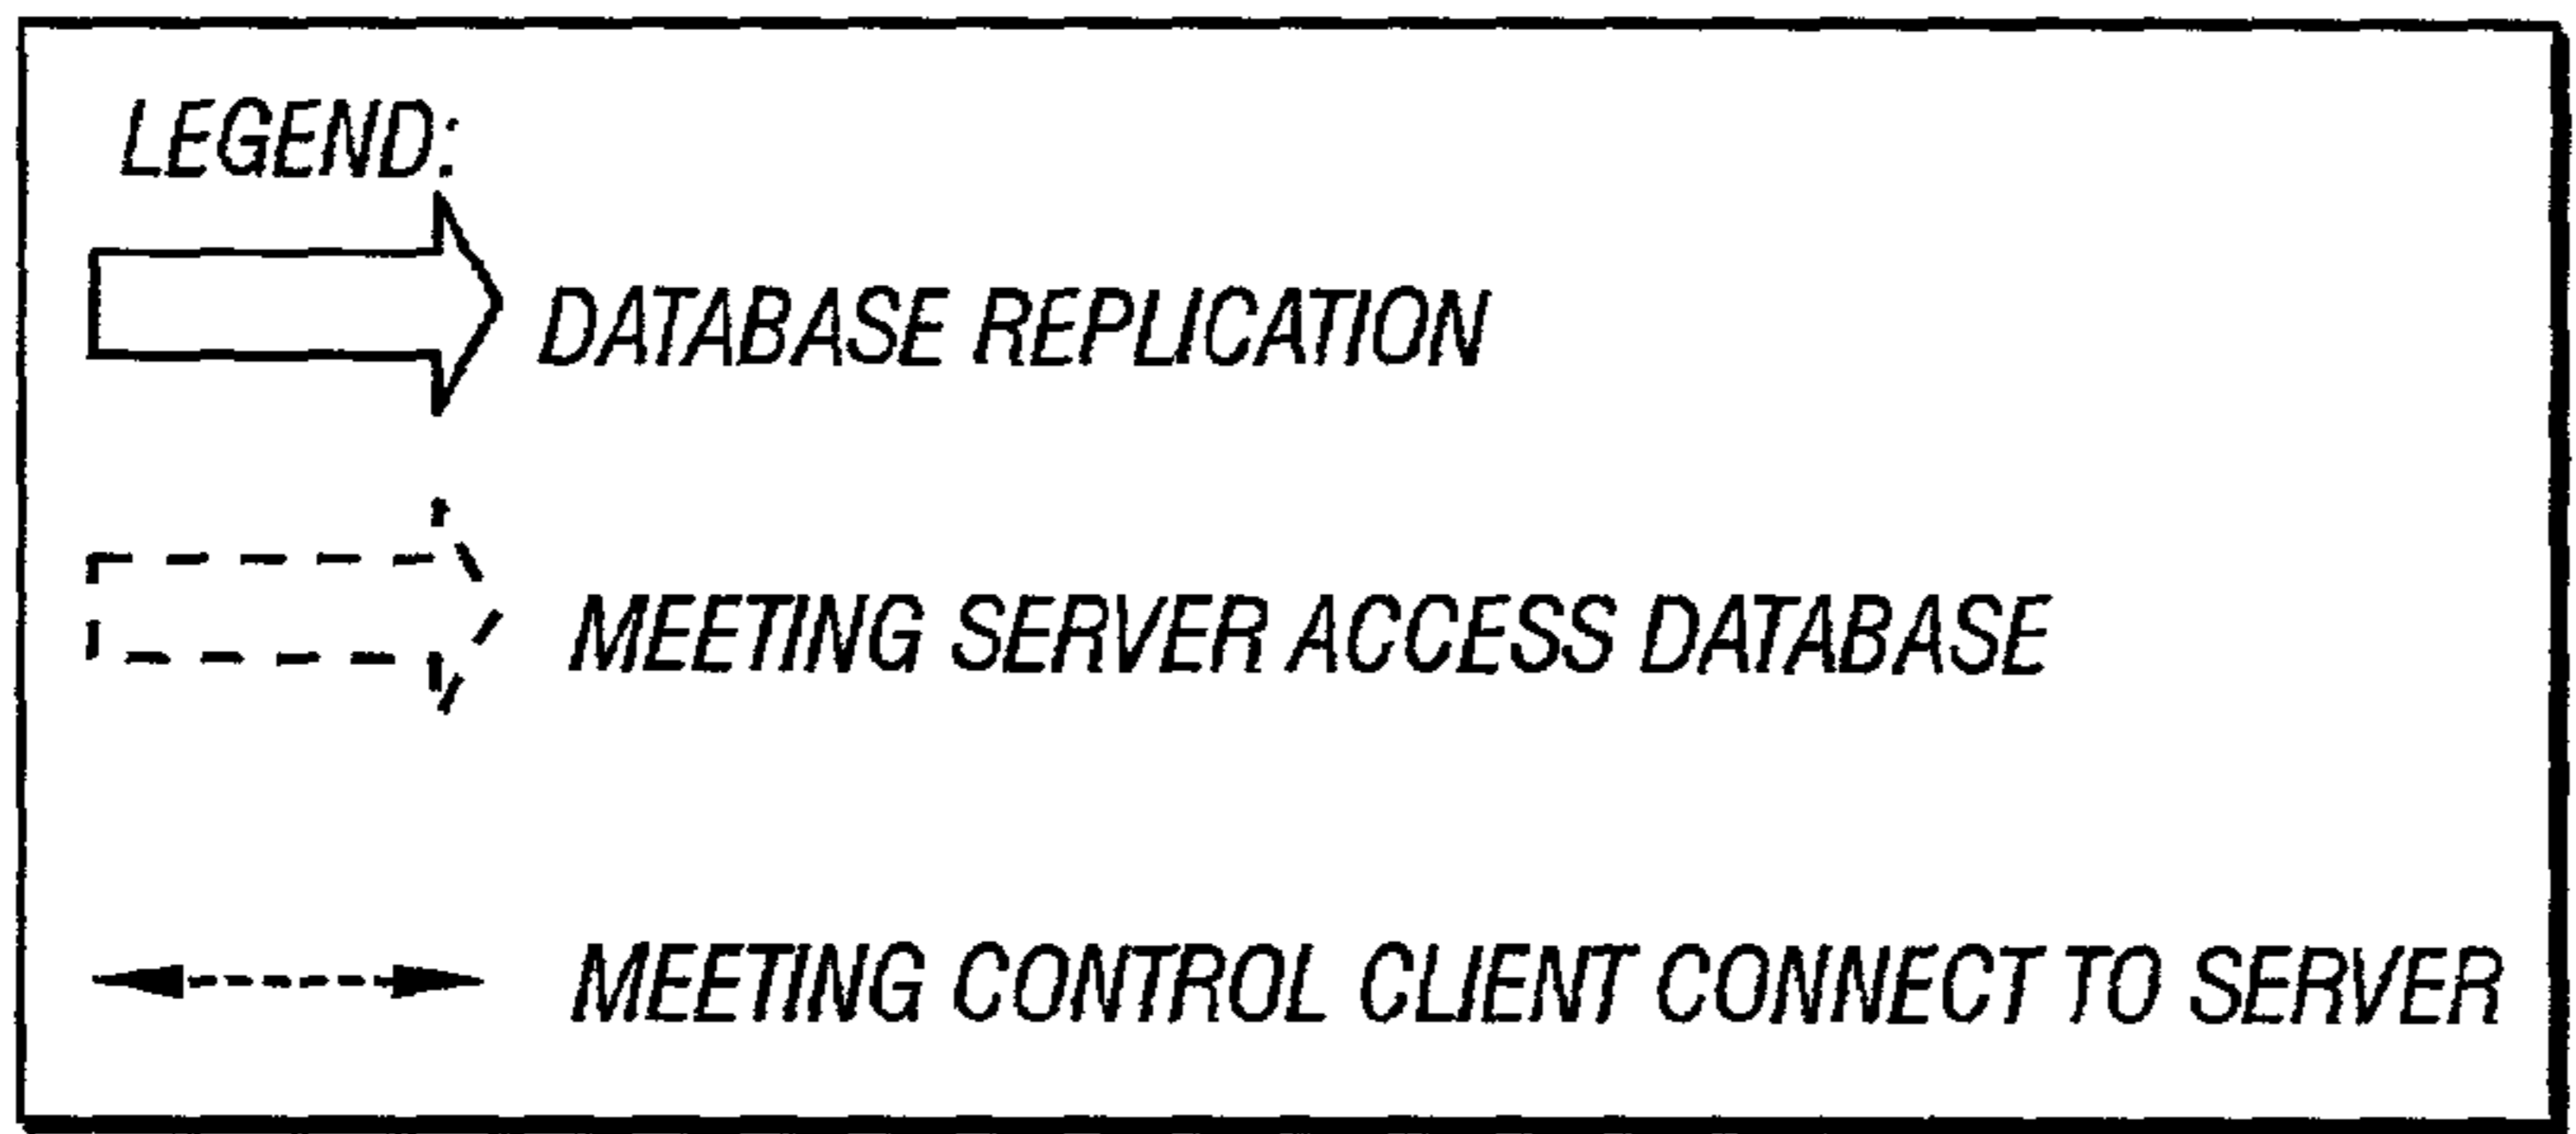 LEGEND:
DATABASE REPLICATION
MEETING SERVER ACCESS DATABASE
MEETING CONTROL CLIENT CONNECT TO SERVER